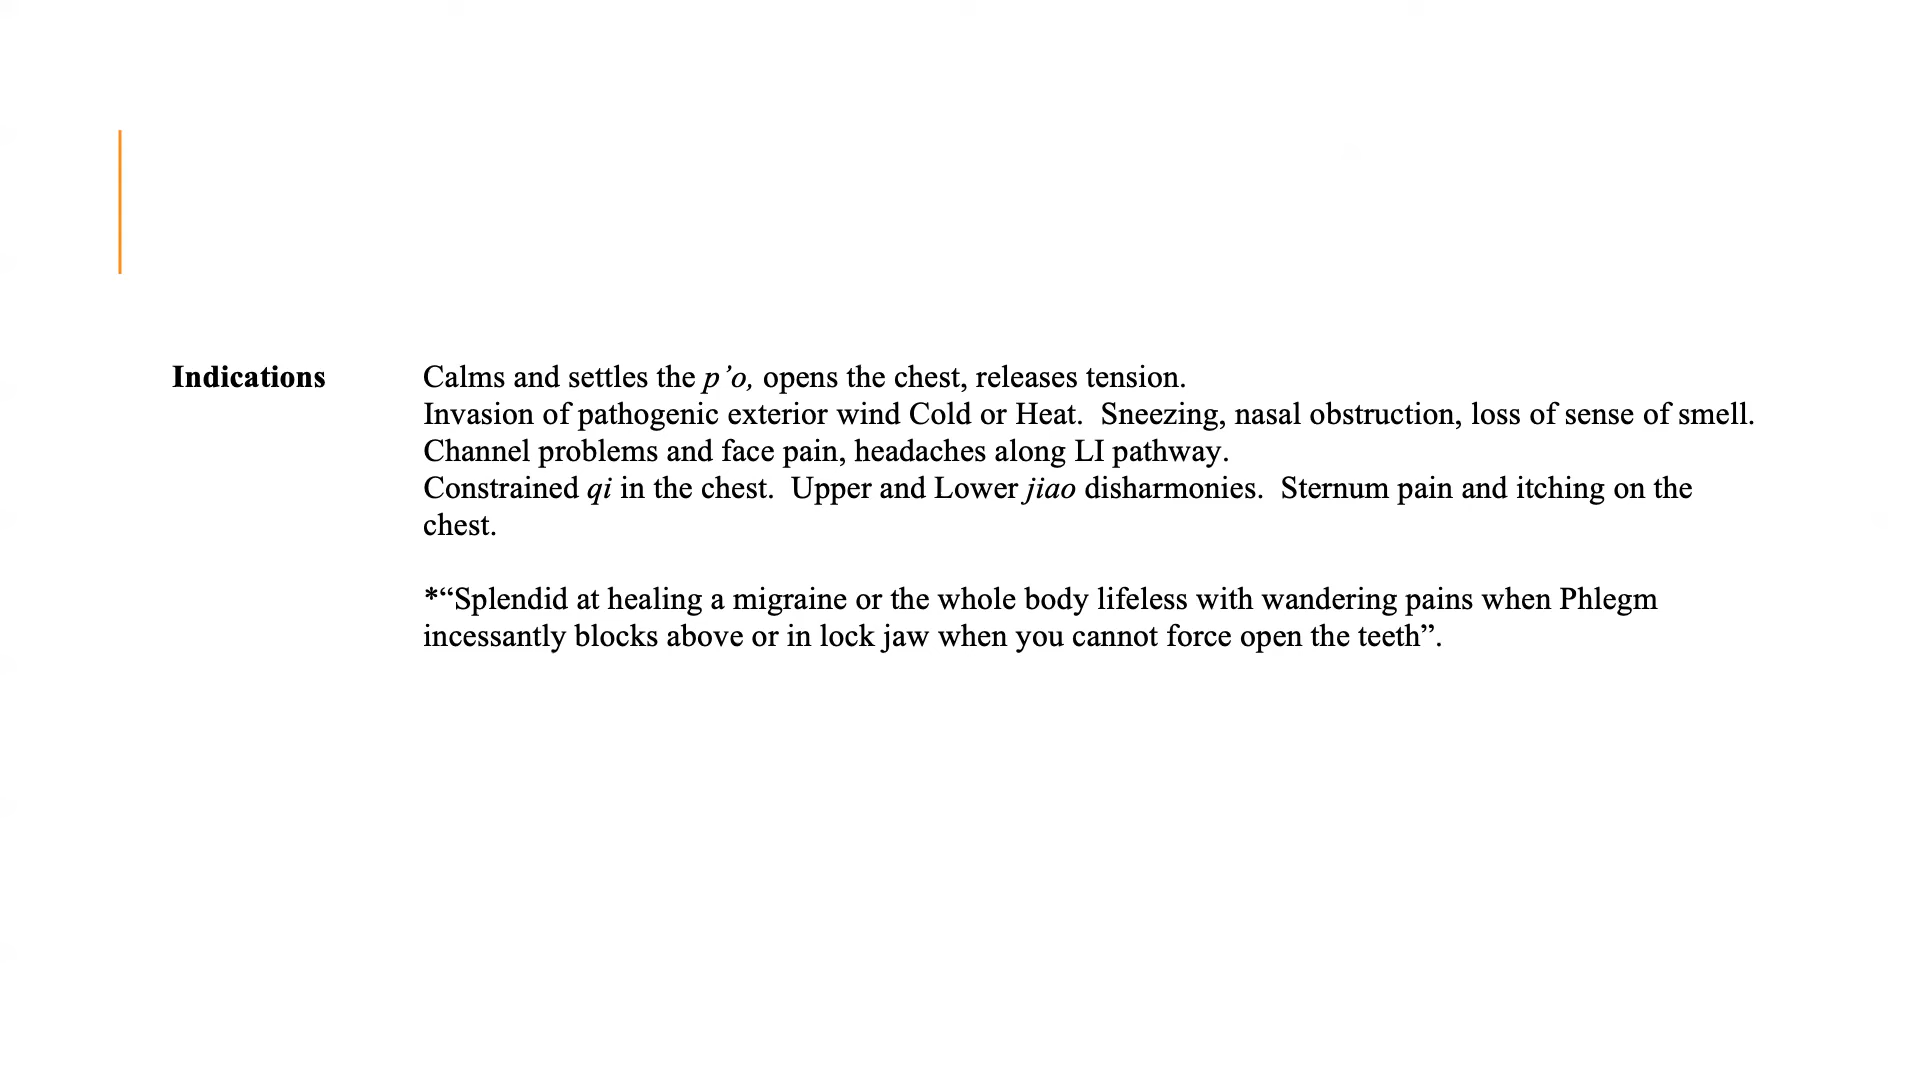 Indications
Calms and settles the p’o, opens the chest, releases tension.
Invasion of pathogenic exterior wind Cold or Heat.  Sneezing, nasal obstruction, loss of sense of smell.
Channel problems and face pain, headaches along LI pathway.
Constrained qi in the chest.  Upper and Lower jiao disharmonies.  Sternum pain and itching on the
chest.
*“Splendid at healing a migraine or the whole body lifeless with wandering pains when Phlegm
incessantly blocks above or in lock jaw when you cannot force open the teeth”.